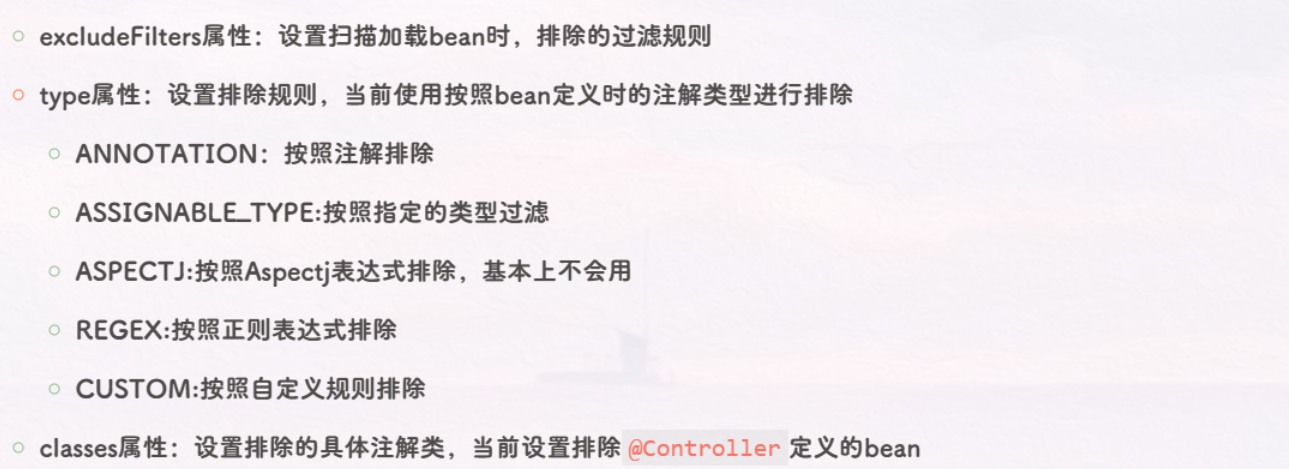 excludeFilters属性：设置扫描加载bean时，排除的过滤规则
type属性：设置排除规则，当前使用按照bean定义时的注解类型进行排除
ANNOTATION：按照注解排除
ASSIGNABLE_TYPE:按照指定的类型过滤
ASPECTJ:按照Aspectj表达式排除，基本上不会用
REGEX:按照正则表达式排除
CUSTOM:按照自定义规则排除
classes属性：设置排除的具体注解类，当前设置排除 @Controller 定义的bean